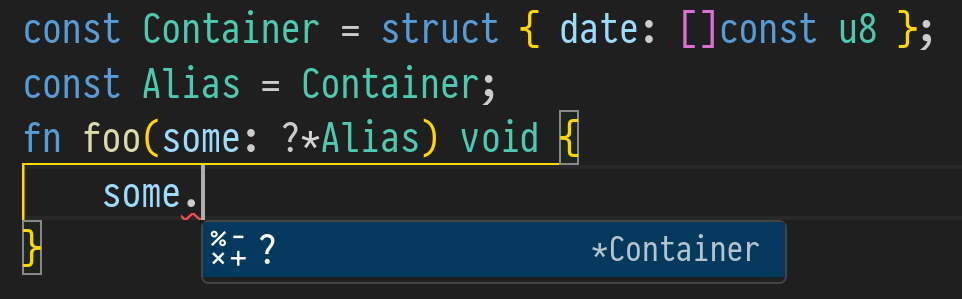 const Container = struct { date: []const u8 };
const Alias = Container;
fn foo(some: ?*Alias) void {
    some.
? *Container
}